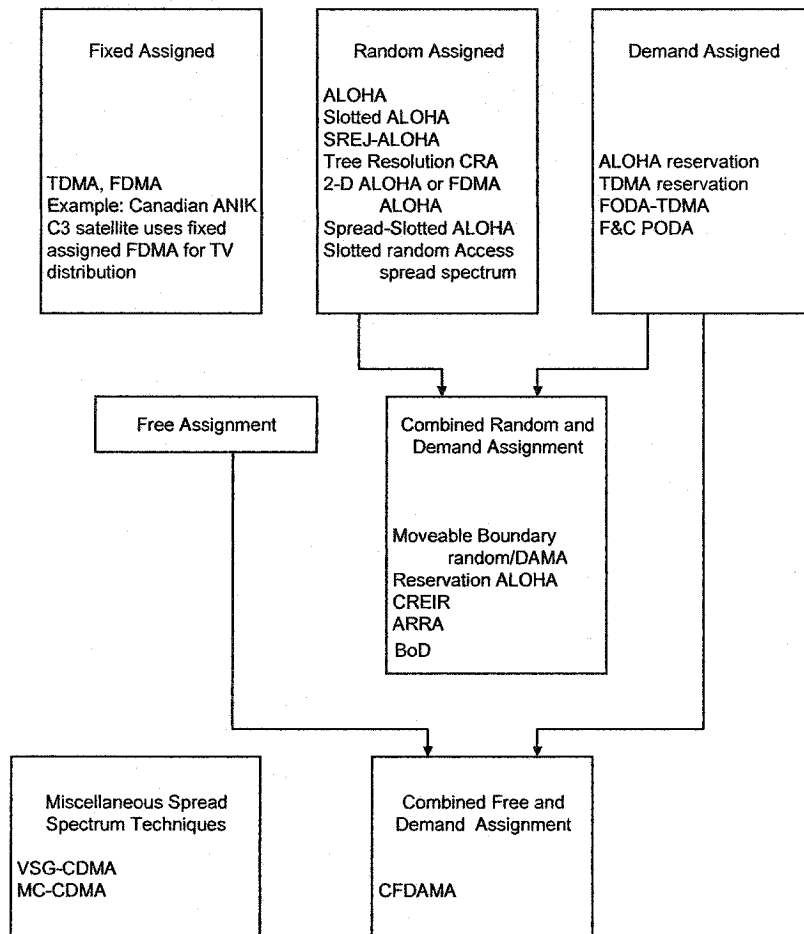 Fixed Assigned
TDMA, FDMA
Example: Canadian ANIK
C3 satellite uses fixed
assigned FDMA for TV
distribution
Random Assigned
ALOHA
Slotted ALOHA
SREJ-ALOHA
Tree Resolution CRA
2-D ALOHA or FDMA
ALOHA
Spread-Slotted ALOHA
Slotted random Access
spread spectrum
Demand Assigned
ALOHA reservation
TDMA reservation
FODA-TDMA
F&C PODA
Free Assignment
Combined Random and
Demand Assignment
Moveable Boundary
random/DAMA
Reservation ALOHA
CREIR
ARRA
BoD
Miscellaneous Spread
Spectrum Techniques
VSG-CDMA
MC-CDMA
Combined Free and
Demand Assignment
CFDAMA